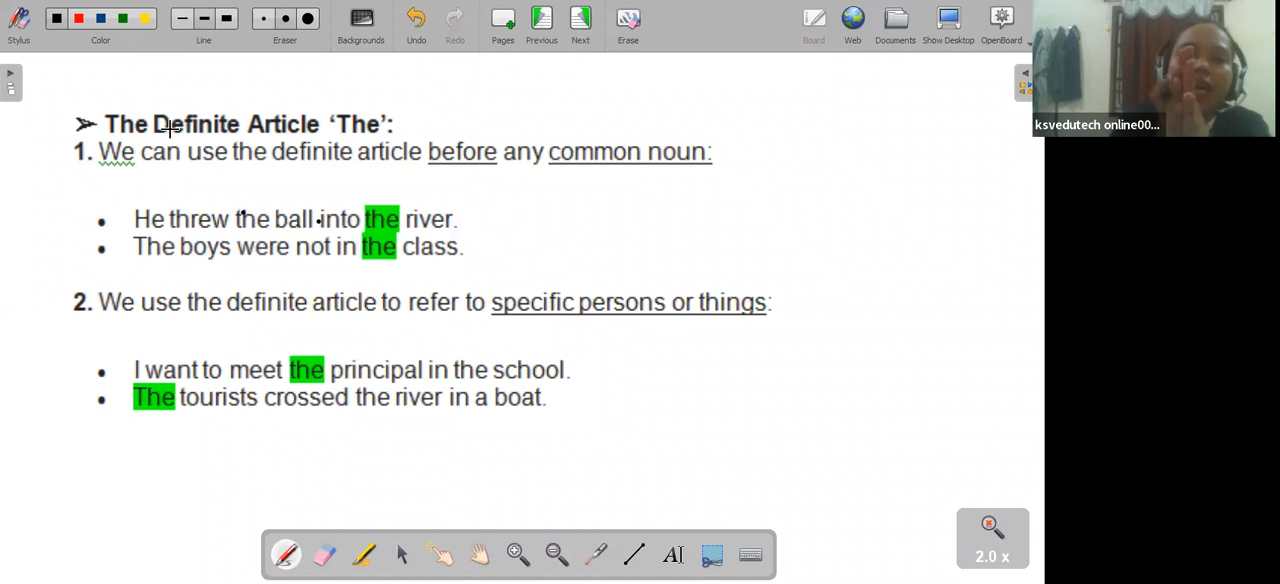 Stylus Color Line Eraser Backgrounds Undo Redo Pages Previous Next Erase Board Web Documents Show Desktop OpenBoard
ksvedutech online00...
➢ The Definite Article ‘The’:
1. We can use the definite article before any common noun:
• He threw the ball into the river.
• The boys were not in the class.
2. We use the definite article to refer to specific persons or things:
• I want to meet the principal in the school.
• The tourists crossed the river in a boat.
2.0 x